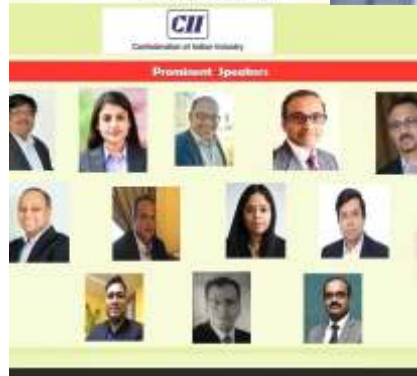 CII
Confederation of Indian Industry
Prominent Speakers